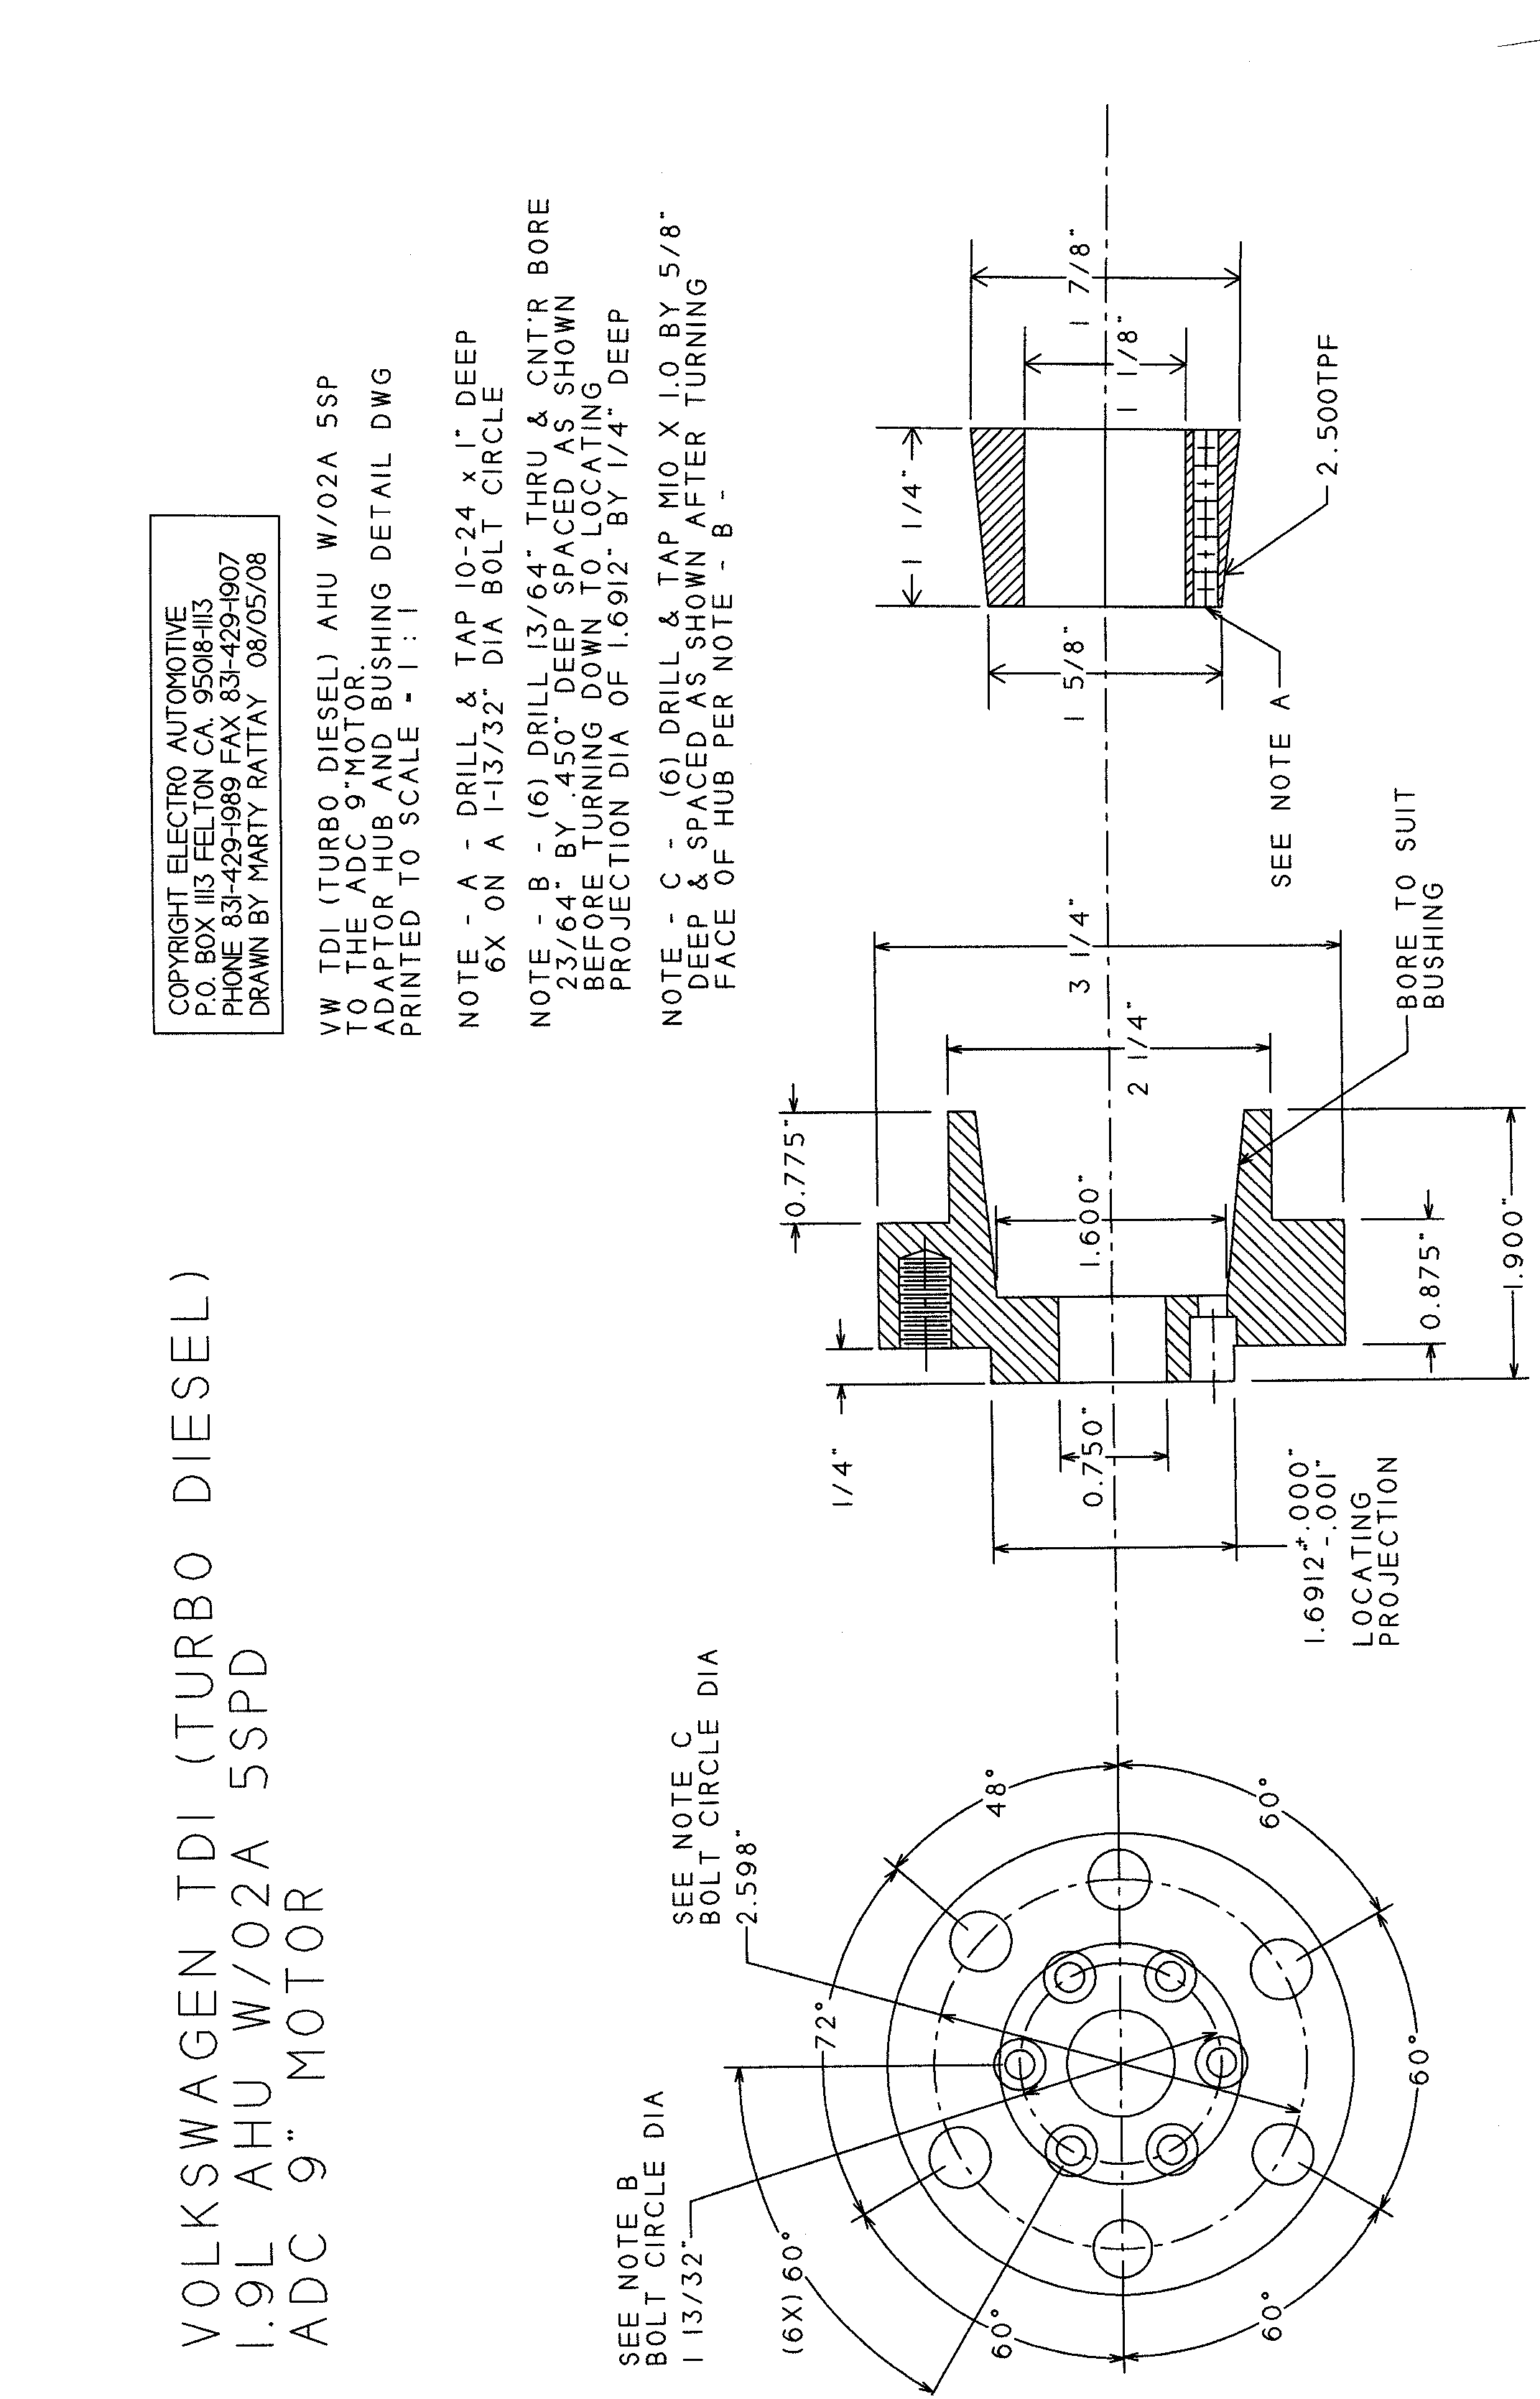 VOLKSWAGEN TDI (TURBO DIESEL)
1.9L AHU W/02A 5SPD
ADC 9" MOTOR
COPYRIGHT ELECTRO AUTOMOTIVE
P.O. BOX 1113 FELTON CA. 95018-1113
PHONE 831-429-1989 FAX 831-429-1907
DRAWN BY MARTY RATTAY 08/05/08
VW TDI (TURBO DIESEL) AHU W/02A 5SP
TO THE ADC 9"MOTOR.
ADAPTOR HUB AND BUSHING DETAIL DWG
PRINTED TO SCALE - 1:1
NOTE - A - DRILL & TAP 10-24 x 1" DEEP
6X ON A 1-13/32" DIA BOLT CIRCLE
NOTE - B - (6) DRILL 13/64" THRU & CNT'R BORE
23/64" BY .450" DEEP SPACED AS SHOWN
BEFORE TURNING DOWN TO LOCATING
PROJECTION DIA OF 1.6912" BY 1/4" DEEP
NOTE - C - (6) DRILL & TAP M10 X 1.0 BY 5/8"
DEEP & SPACED AS SHOWN AFTER TURNING
FACE OF HUB PER NOTE - B -
SEE NOTE B
BOLT CIRCLE DIA
1 13/32"
SEE NOTE C
BOLT CIRCLE DIA
2.598"
(6X) 60°
72°
48°
60°
60°
60°
60°
60°
1/4"
0.775"
0.750"
1.600"
2 1/4"
3 1/4"
1.6912"+.000"
-.001"
LOCATING
PROJECTION
0.875"
1.900"
BORE TO SUIT
BUSHING
1 1/4"
1 5/8"
1 1/8"
1 7/8"
SEE NOTE A
2.500TPF